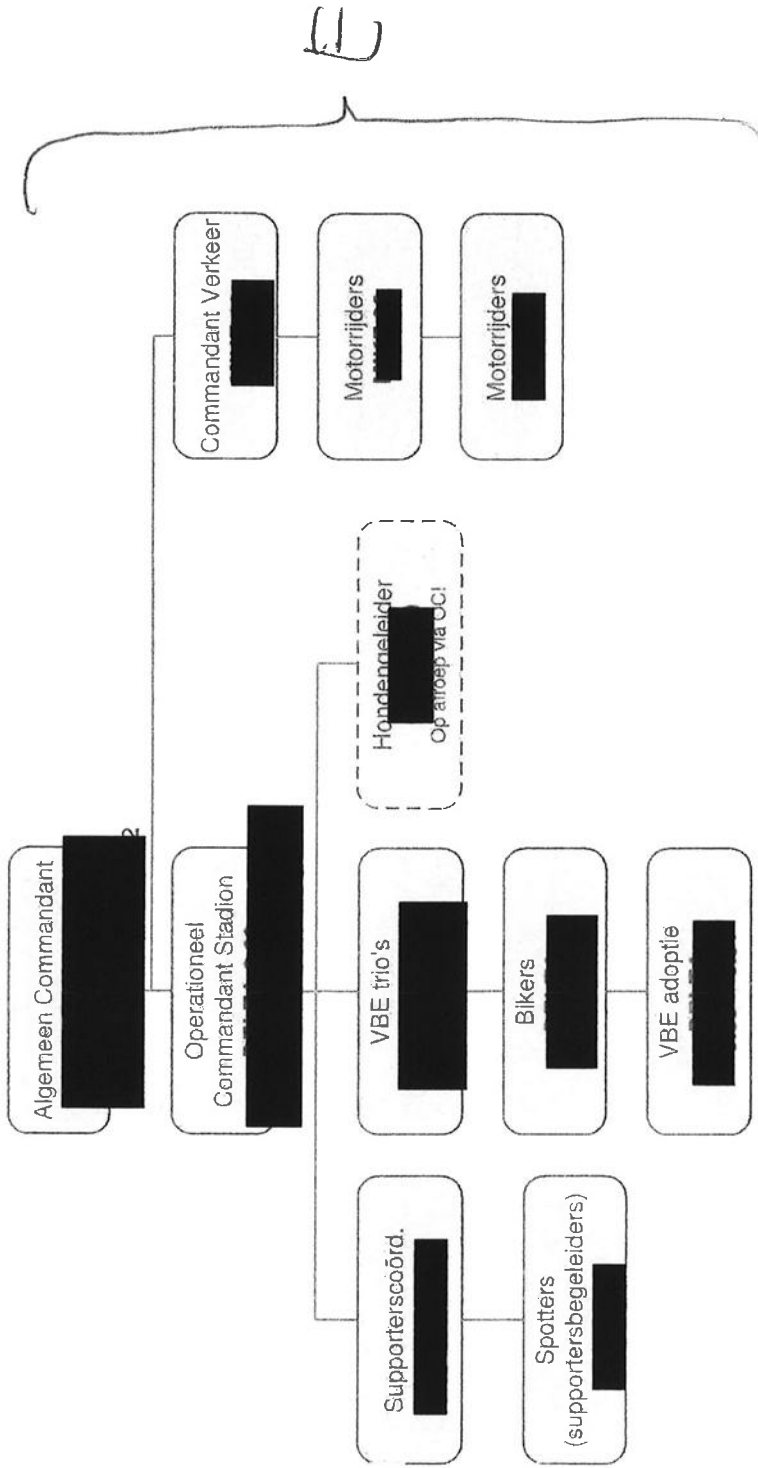 Algemeen Commandant
2
Operationeel
Commandant Stadion
Commandant Verkeer
Supporterscoörd.
VBE trio's
Hondengeleider
Op afroep via OC!
Motorrijders
Spotters
(supportersbegeleiders)
Bikers
Motorrijders
VBE adoptie